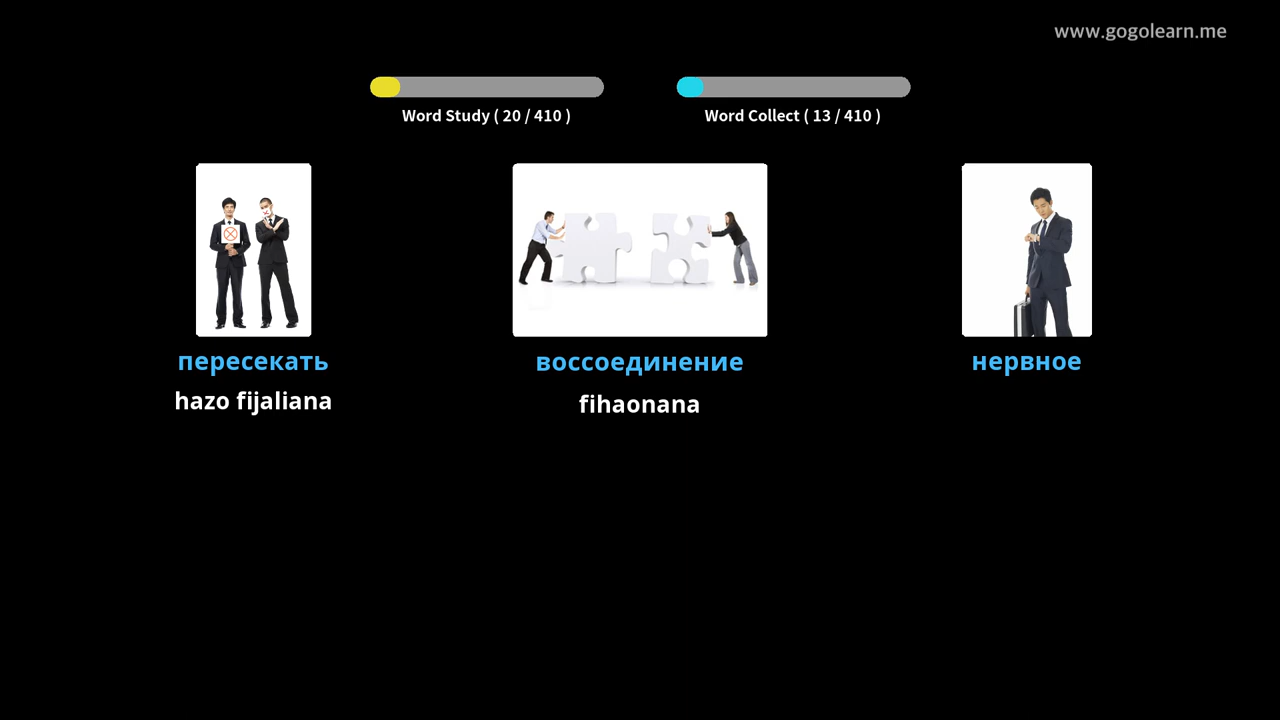 www.gogolearn.me
Word Study ( 20 / 410 )
Word Collect ( 13 / 410 )
пересекать
воссоединение
нервное
hazo fijaliana
fihaonana